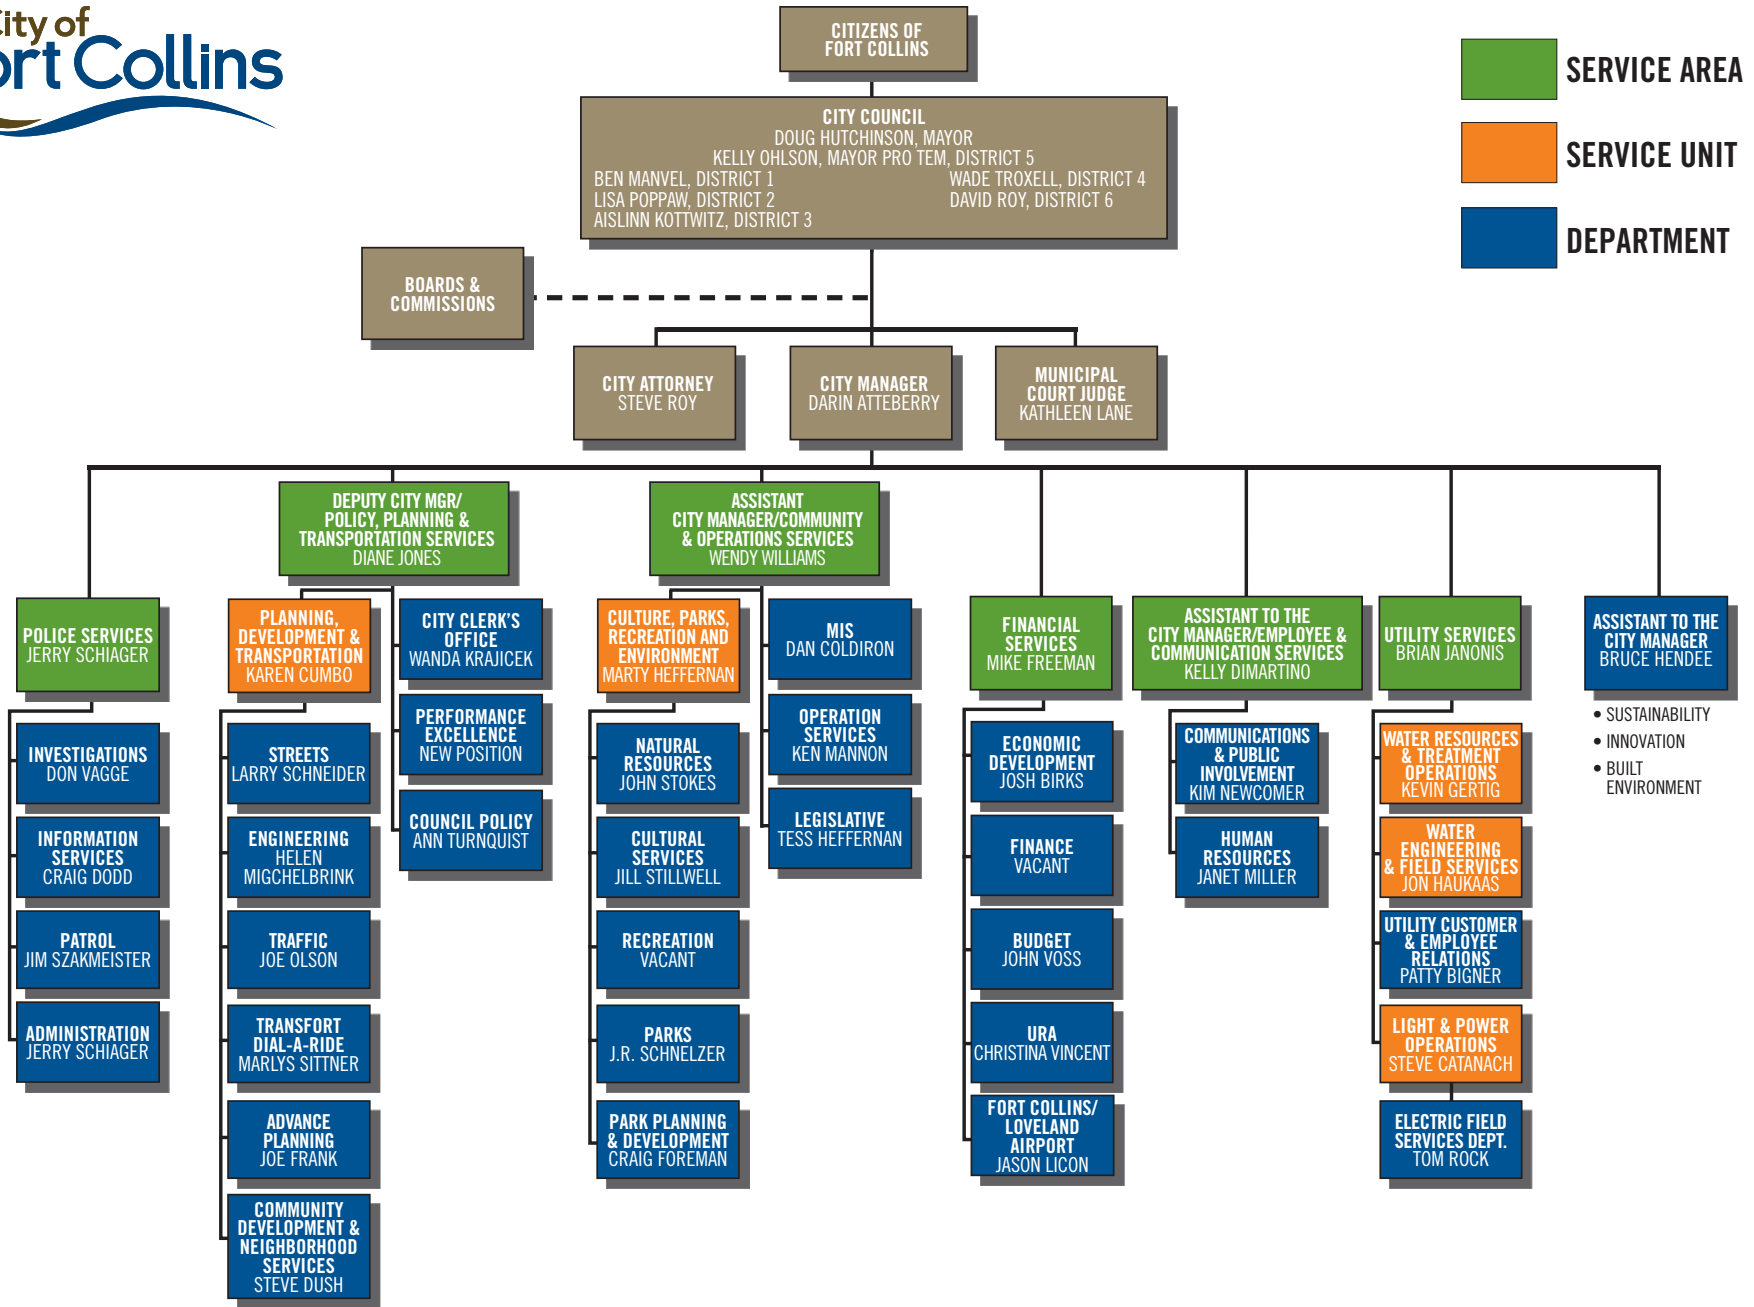 City of
ort Collins
SERVICE AREA
SERVICE UNIT
DEPARTMENT
CITIZENS OF
FORT COLLINS
CITY COUNCIL
DOUG HUTCHINSON, MAYOR
KELLY OHLSON, MAYOR PRO TEM, DISTRICT 5
BEN MANVEL, DISTRICT 1
LISA POPPAW, DISTRICT 2
AISLINN KOTTWITZ, DISTRICT 3
WADE TROXELL, DISTRICT 4
DAVID ROY, DISTRICT 6
BOARDS &
COMMISSIONS
CITY ATTORNEY
STEVE ROY
CITY MANAGER
DARIN ATTEBERRY
MUNICIPAL
COURT JUDGE
KATHLEEN LANE
POLICE SERVICES
JERRY SCHIAGER
INVESTIGATIONS
DON VAGGE
INFORMATION
SERVICES
CRAIG DODD
PATROL
JIM SZAKMEISTER
ADMINISTRATION
JERRY SCHIAGER
DEPUTY CITY MGR/
POLICY, PLANNING &
TRANSPORTATION SERVICES
DIANE JONES
PLANNING,
DEVELOPMENT &
TRANSPORTATION
KAREN CUMBO
STREETS
LARRY SCHNEIDER
ENGINEERING
HELEN
MIGCHELBRINK
TRAFFIC
JOE OLSON
TRANSFORT
DIAL-A-RIDE
MARLYS SITTNER
ADVANCE
PLANNING
JOE FRANK
COMMUNITY
DEVELOPMENT &
NEIGHBORHOOD
SERVICES
STEVE DUSH
CITY CLERK'S
OFFICE
WANDA KRAJICEK
PERFORMANCE
EXCELLENCE
NEW POSITION
COUNCIL POLICY
ANN TURNQUIST
ASSISTANT
CITY MANAGER/COMMUNITY
& OPERATIONS SERVICES
WENDY WILLIAMS
CULTURE, PARKS,
RECREATION AND
ENVIRONMENT
MARTY HEFFERNAN
NATURAL
RESOURCES
JOHN STOKES
CULTURAL
SERVICES
JILL STILLWELL
RECREATION
VACANT
PARKS
J.R. SCHNELZER
PARK PLANNING
& DEVELOPMENT
CRAIG FOREMAN
MIS
DAN COLDIRON
OPERATION
SERVICES
KEN MANNON
LEGISLATIVE
TESS HEFFERNAN
FINANCIAL
SERVICES
MIKE FREEMAN
ECONOMIC
DEVELOPMENT
JOSH BIRKS
FINANCE
VACANT
BUDGET
JOHN VOSS
URA
CHRISTINA VINCENT
FORT COLLINS/
LOVELAND
AIRPORT
JASON LICON
ASSISTANT TO THE
CITY MANAGER/EMPLOYEE &
COMMUNICATION SERVICES
KELLY DIMARTINO
COMMUNICATIONS
& PUBLIC
INVOLVEMENT
KIM NEWCOMER
HUMAN
RESOURCES
JANET MILLER
UTILITY SERVICES
BRIAN JANONIS
WATER RESOURCES
& TREATMENT
OPERATIONS
KEVIN GERTIG
WATER
ENGINEERING
& FIELD SERVICES
JON HAUKAAS
UTILITY CUSTOMER
& EMPLOYEE
RELATIONS
PATTY BIGNER
LIGHT & POWER
OPERATIONS
STEVE CATANACH
ELECTRIC FIELD
SERVICES DEPT.
TOM ROCK
ASSISTANT TO THE
CITY MANAGER
BRUCE HENDEE
• SUSTAINABILITY
• INNOVATION
• BUILT
ENVIRONMENT